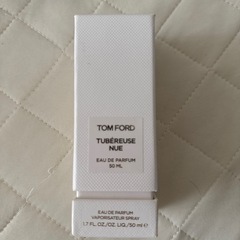 TOM FORD
TUBÉREUSE
NUE
EAU DE PARFUM
50 ML
EAU DE PARFUM
VAPORISATEUR SPRAY
1.7 FL.OZ./OZ.LIQ./50 ml ℮